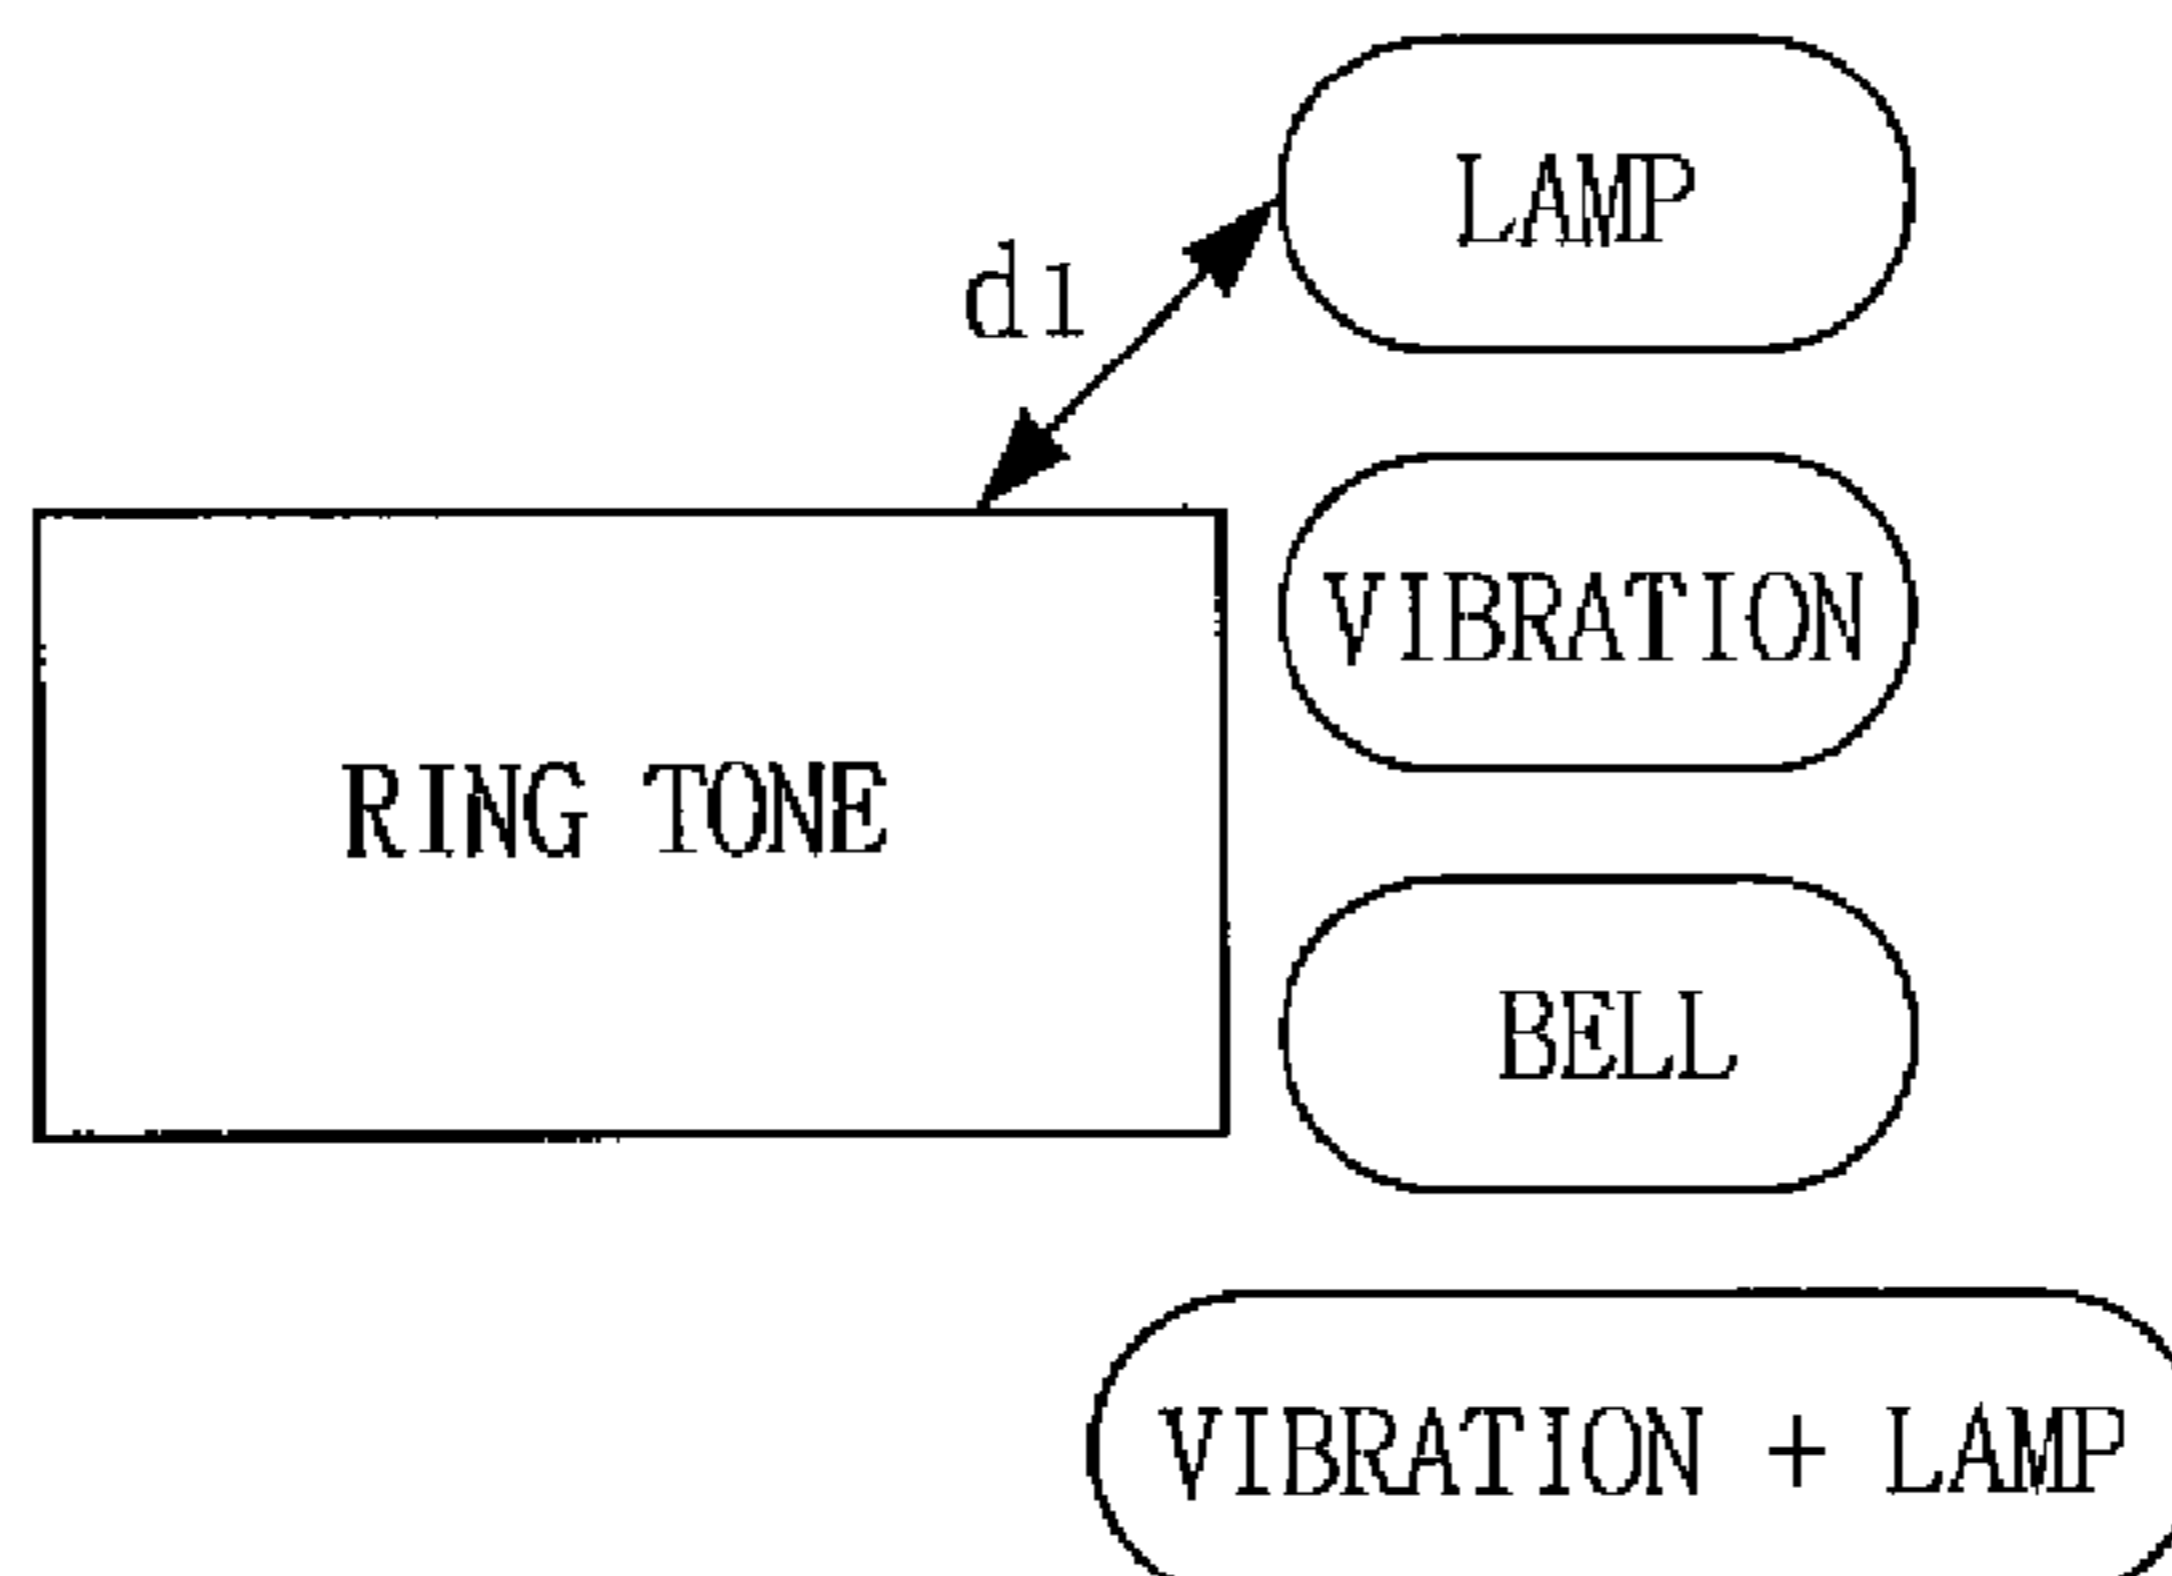 LAMP
d1
VIBRATION
RING TONE
BELL
VIBRATION + LAMP